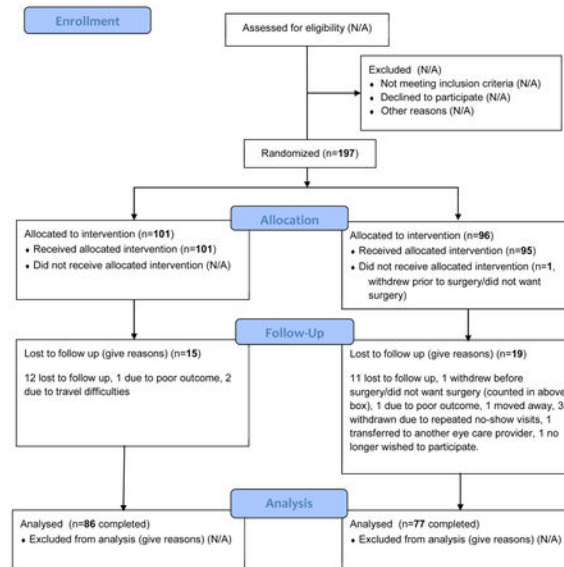 Enrollment
Assessed for eligibility (N/A)
Excluded (N/A)
♦ Not meeting inclusion criteria (N/A)
♦ Declined to participate (N/A)
♦ Other reasons (N/A)
Randomized (n=197)
Allocation
Allocated to intervention (n=101)
♦ Received allocated intervention (n=101)
♦ Did not receive allocated intervention (N/A)
Allocated to intervention (n=96)
♦ Received allocated intervention (n=95)
♦ Did not receive allocated intervention (n=1,
withdrew prior to surgery/did not want
surgery)
Follow-Up
Lost to follow up (give reasons) (n=15)
12 lost to follow up, 1 due to poor outcome, 2
due to travel difficulties
Lost to follow up (give reasons) (n=19)
11 lost to follow up, 1 withdrew before
surgery/did not want surgery (counted in above
box), 1 due to poor outcome, 1 moved away, 3
withdrawn due to repeated no-show visits, 1
transferred to another eye care provider, 1 no
longer wished to participate.
Analysis
Analysed (n=86 completed)
♦ Excluded from analysis (give reasons) (N/A)
Analysed (n=77 completed)
♦ Excluded from analysis (give reasons) (N/A)